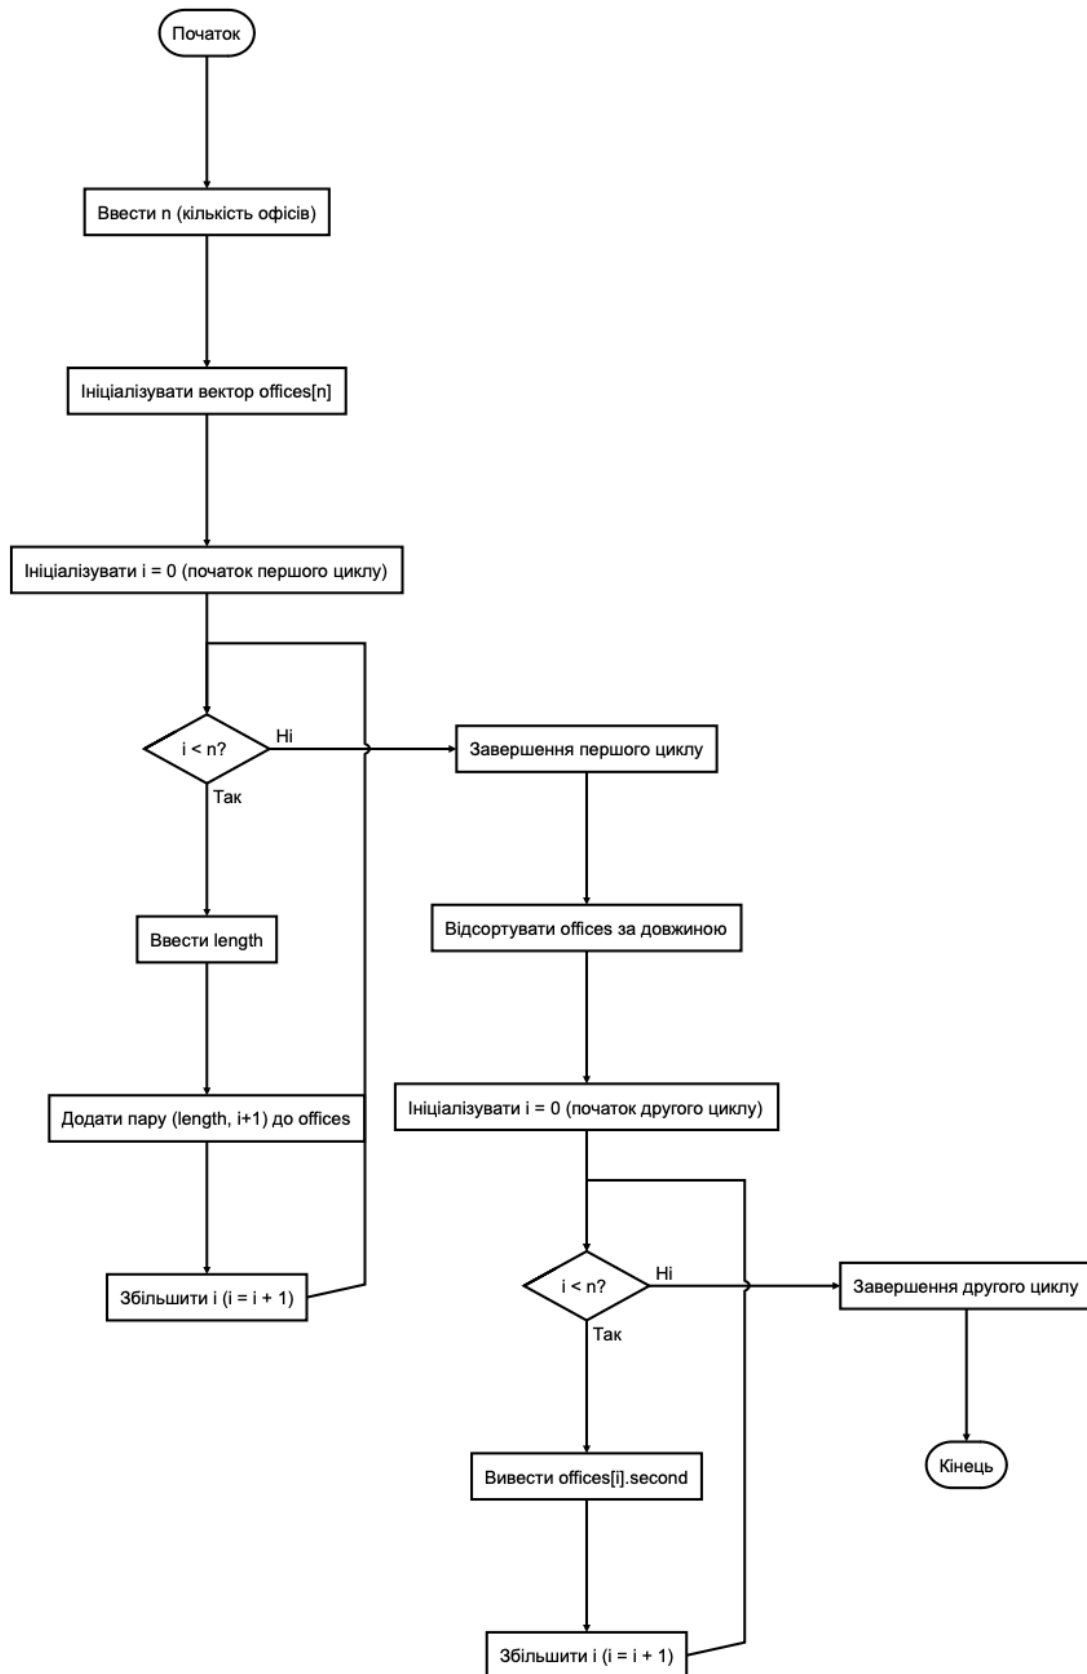 Початок
Ввести n (кількість офісів)
Ініціалізувати вектор offices[n]
Ініціалізувати i = 0 (початок першого циклу)
i < n?
Ні
Так
Завершення першого циклу
Ввести length
Відсортувати offices за довжиною
Додати пару (length, i+1) до offices
Ініціалізувати i = 0 (початок другого циклу)
Збільшити i (i = i + 1)
i < n?
Ні
Так
Завершення другого циклу
Вивести offices[i].second
Кінець
Збільшити i (i = i + 1)